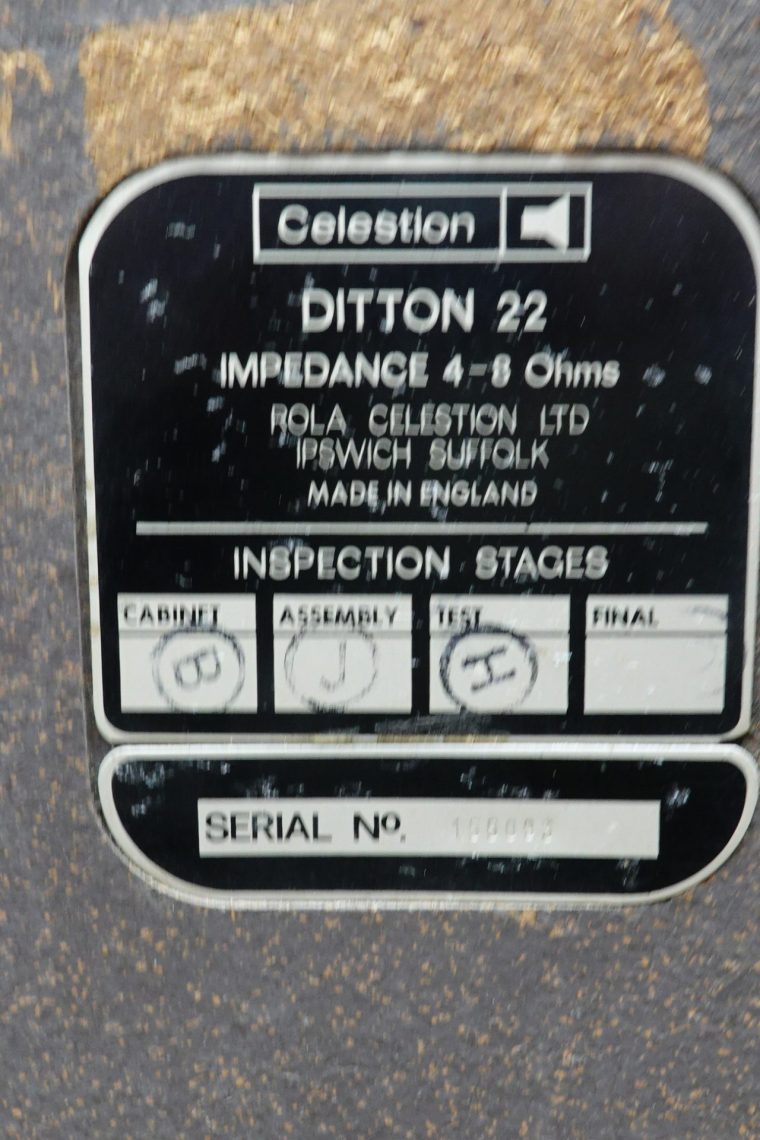 Celestion
DITTON 22
IMPEDANCE 4-8 Ohms
ROLA CELESTION LTD
IPSWICH SUFFOLK
MADE IN ENGLAND
INSPECTION STAGES
CABINET ASSEMBLY TEST FINAL
B J H
SERIAL Nº.